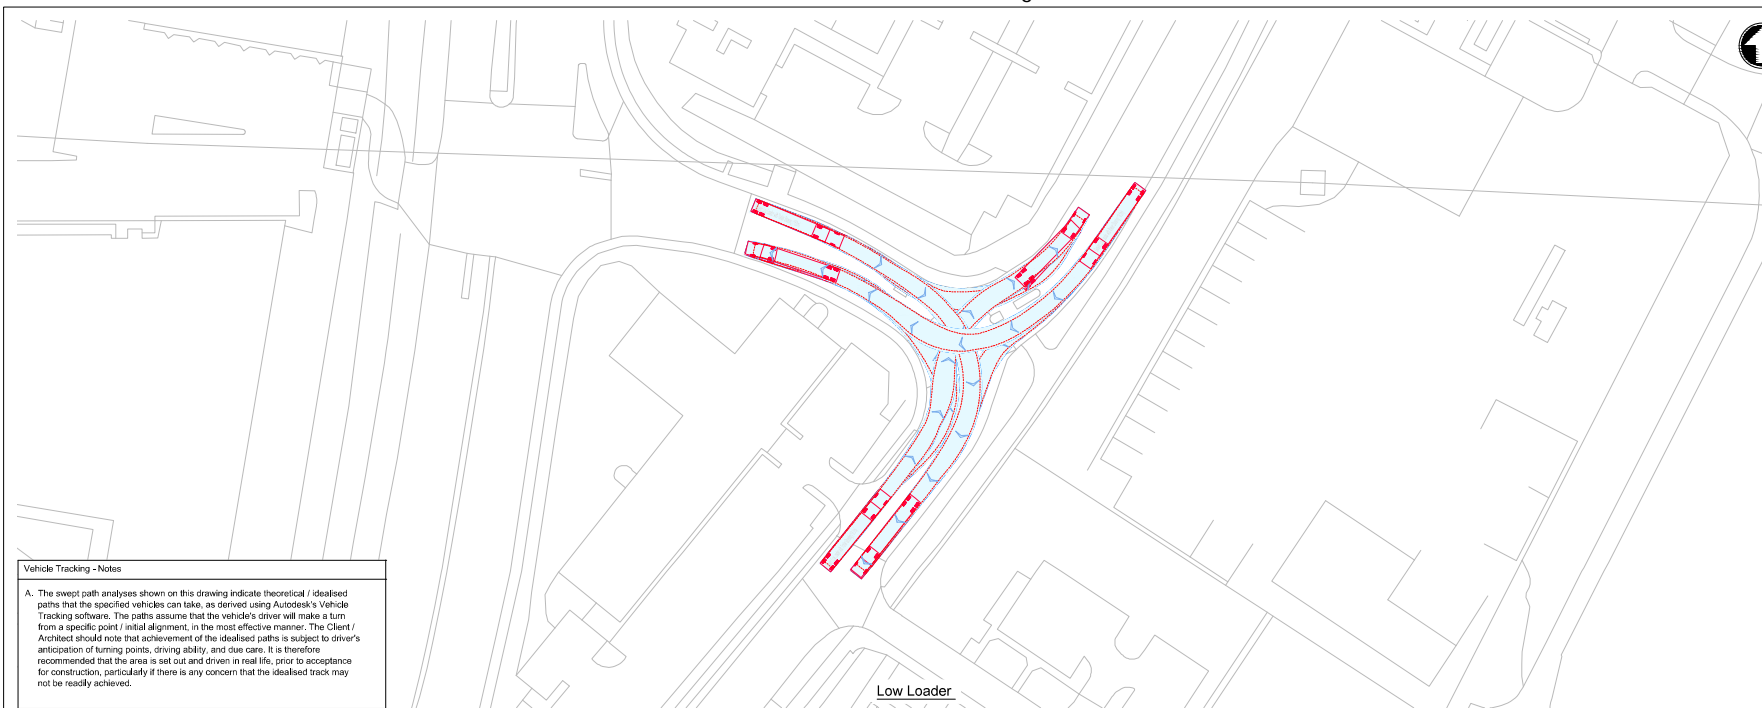 Vehicle Tracking - Notes
A. The swept path analyses shown on this drawing indicate theoretical / idealised
paths that the specified vehicles can take, as derived using Autodesk's Vehicle
Tracking software. The paths assume that the vehicle's driver will make a turn
from a specific point / initial alignment, in the most effective manner. The Client /
Architect should note that achievement of the idealised paths is subject to driver's
anticipation of turning points, driving ability, and due care. It is therefore
recommended that the area is set out and driven in real life, prior to acceptance
for construction, particularly if there is any concern that the idealised track may
not be readily achieved.
Low Loader